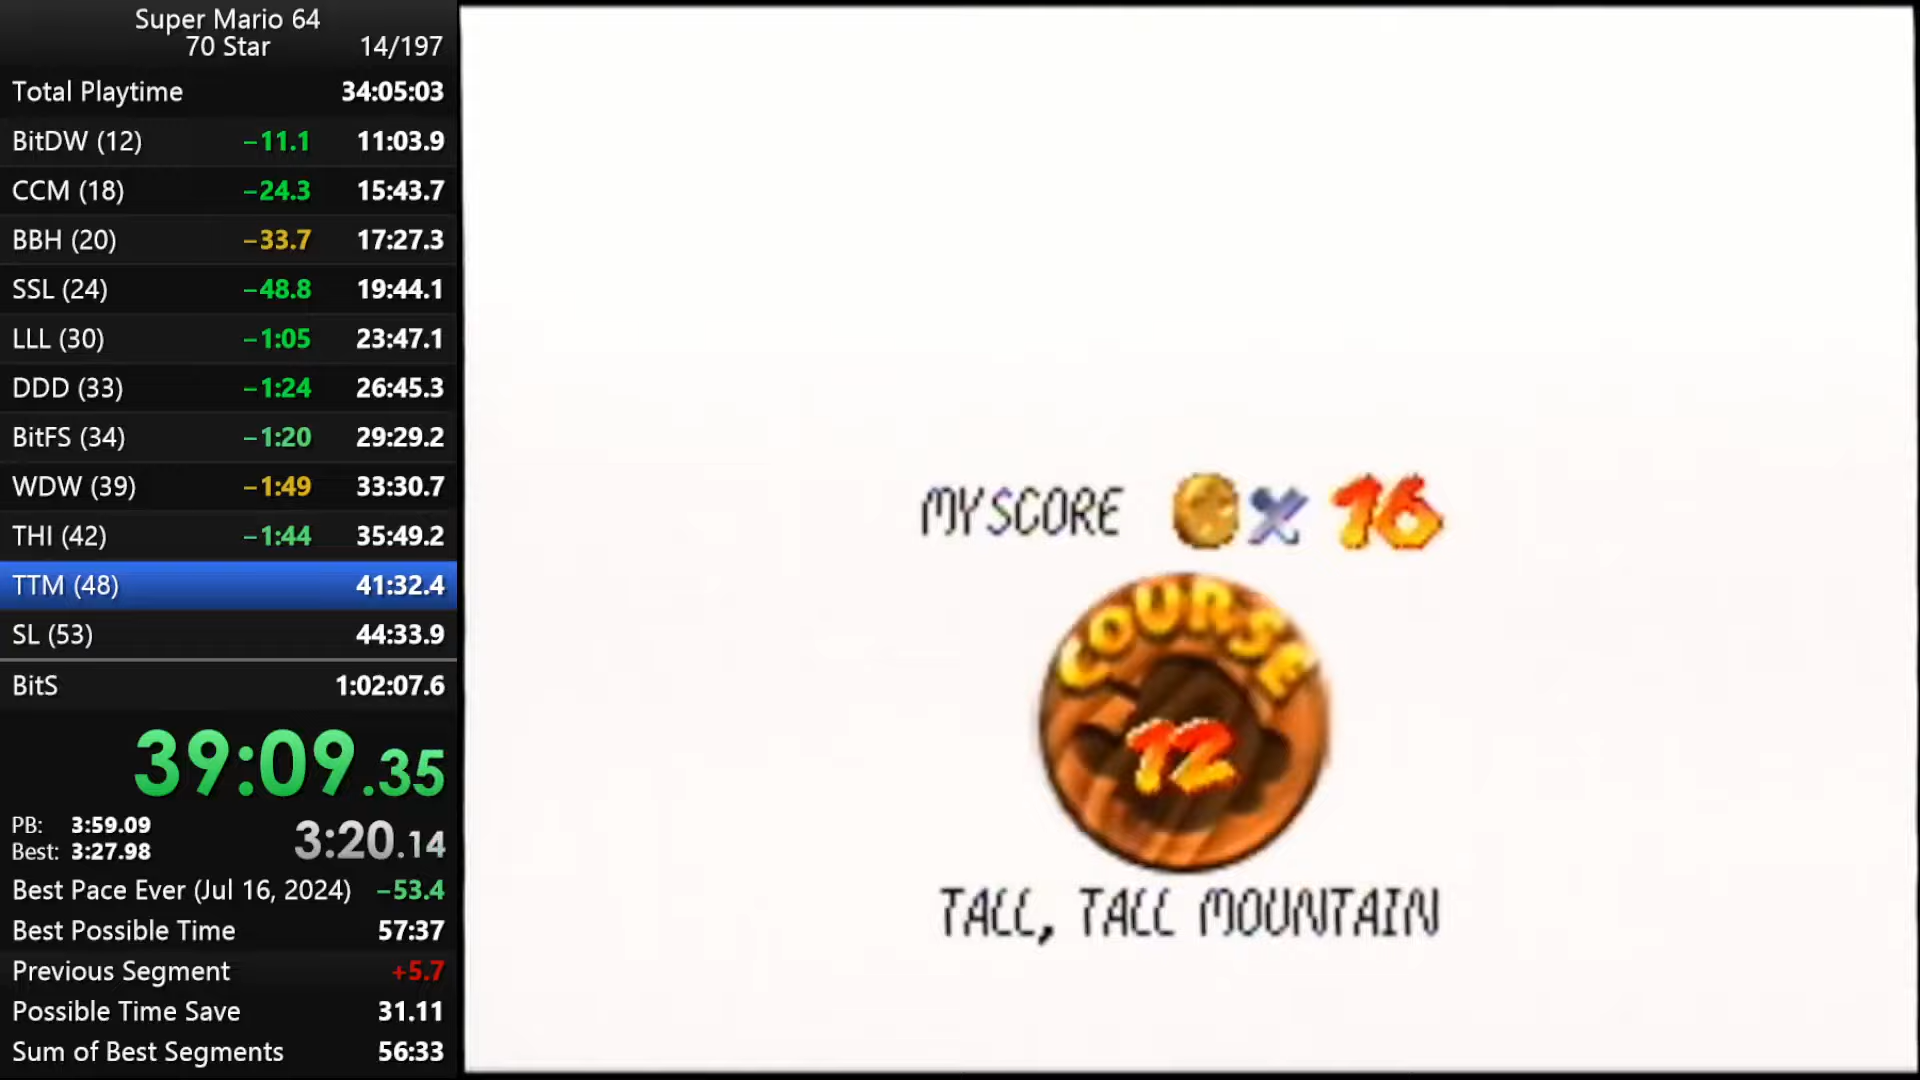 Super Mario 64
70 Star 14/197
Total Playtime 34:05:03
BitDW (12) −11.1 11:03.9
CCM (18) −24.3 15:43.7
BBH (20) −33.7 17:27.3
SSL (24) −48.8 19:44.1
LLL (30) −1:05 23:47.1
DDD (33) −1:24 26:45.3
BitFS (34) −1:20 29:29.2
WDW (39) −1:49 33:30.7
THI (42) −1:44 35:49.2
TTM (48) 41:32.4
SL (53) 44:33.9
BitS 1:02:07.6
39:09.35
PB: 3:59.09
Best: 3:27.98
3:20.14
Best Pace Ever (Jul 16, 2024) −53.4
Best Possible Time 57:37
Previous Segment +5.7
Possible Time Save 31.11
Sum of Best Segments 56:33
MY SCORE × 16
COURSE
12
TALL, TALL MOUNTAIN